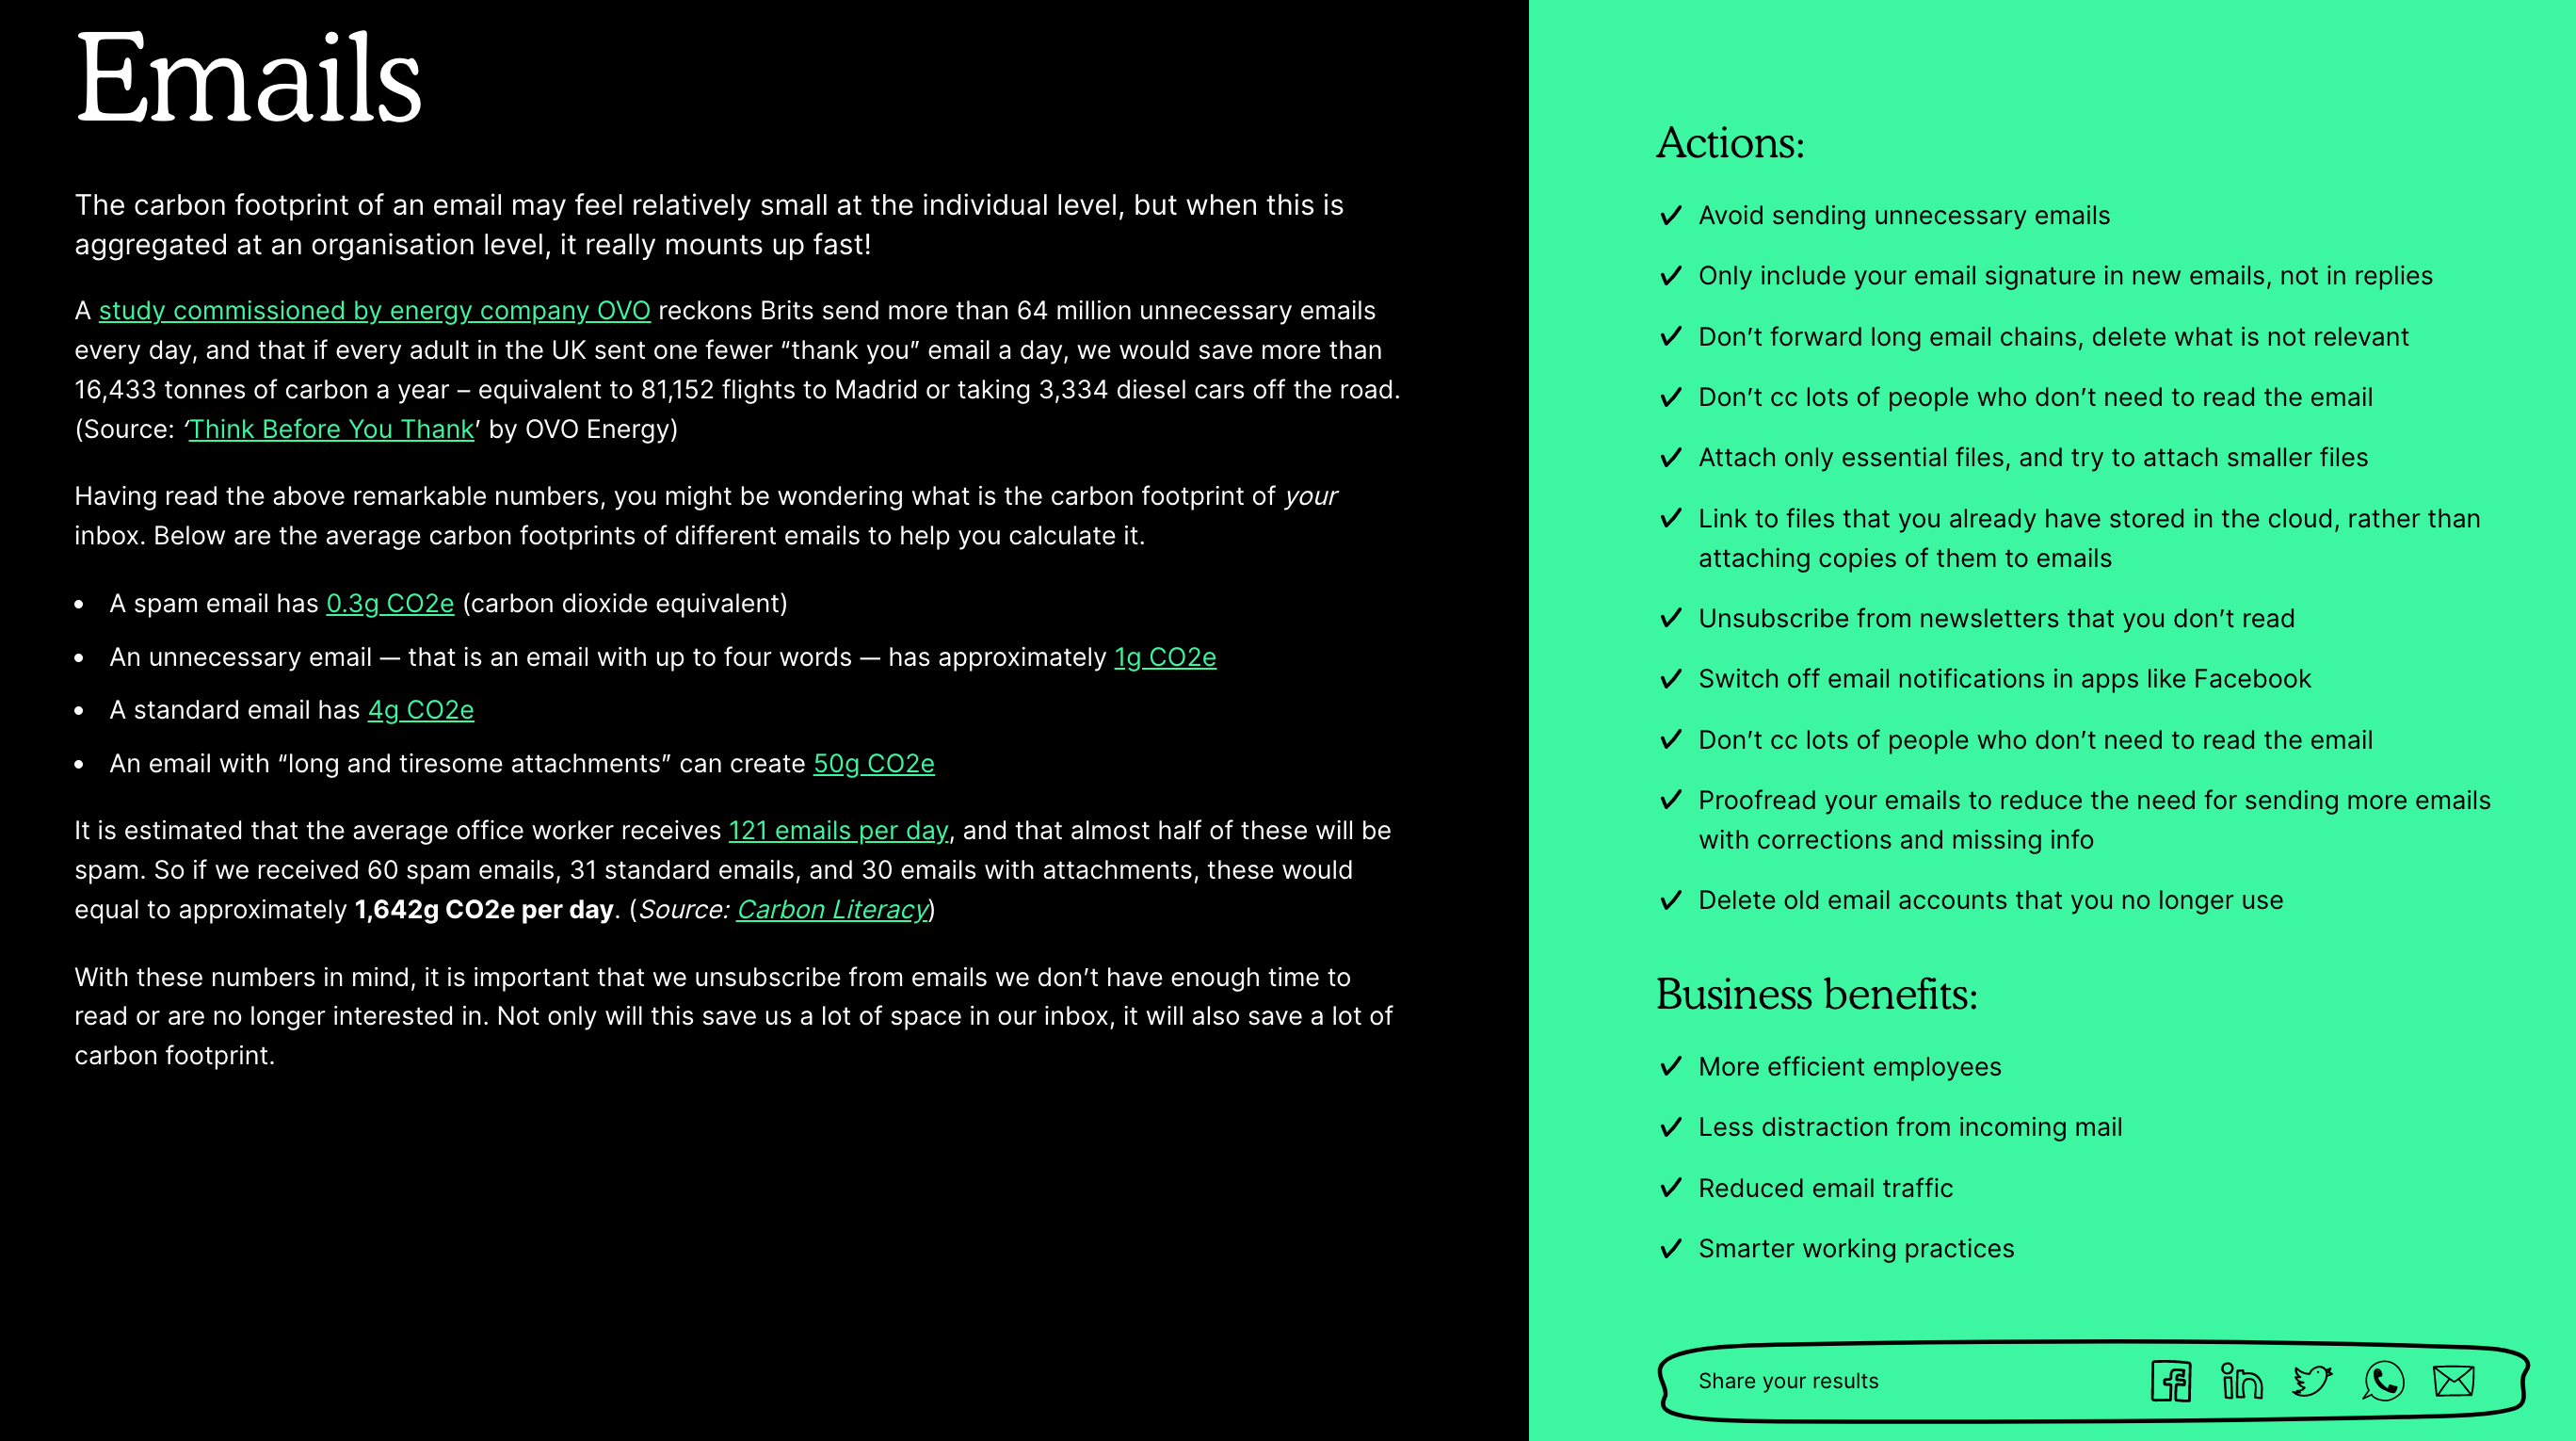 Emails
The carbon footprint of an email may feel relatively small at the individual level, but when this is
aggregated at an organisation level, it really mounts up fast!
A study commissioned by energy company OVO reckons Brits send more than 64 million unnecessary emails
every day, and that if every adult in the UK sent one fewer “thank you” email a day, we would save more than
16,433 tonnes of carbon a year – equivalent to 81,152 flights to Madrid or taking 3,334 diesel cars off the road.
(Source: ‘Think Before You Thank’ by OVO Energy)
Having read the above remarkable numbers, you might be wondering what is the carbon footprint of your
inbox. Below are the average carbon footprints of different emails to help you calculate it.
• A spam email has 0.3g CO2e (carbon dioxide equivalent)
• An unnecessary email — that is an email with up to four words — has approximately 1g CO2e
• A standard email has 4g CO2e
• An email with “long and tiresome attachments” can create 50g CO2e
It is estimated that the average office worker receives 121 emails per day, and that almost half of these will be
spam. So if we received 60 spam emails, 31 standard emails, and 30 emails with attachments, these would
equal to approximately 1,642g CO2e per day. (Source: Carbon Literacy)
With these numbers in mind, it is important that we unsubscribe from emails we don’t have enough time to
read or are no longer interested in. Not only will this save us a lot of space in our inbox, it will also save a lot of
carbon footprint.
Actions:
✓ Avoid sending unnecessary emails
✓ Only include your email signature in new emails, not in replies
✓ Don’t forward long email chains, delete what is not relevant
✓ Don’t cc lots of people who don’t need to read the email
✓ Attach only essential files, and try to attach smaller files
✓ Link to files that you already have stored in the cloud, rather than
attaching copies of them to emails
✓ Unsubscribe from newsletters that you don’t read
✓ Switch off email notifications in apps like Facebook
✓ Don’t cc lots of people who don’t need to read the email
✓ Proofread your emails to reduce the need for sending more emails
with corrections and missing info
✓ Delete old email accounts that you no longer use
Business benefits:
✓ More efficient employees
✓ Less distraction from incoming mail
✓ Reduced email traffic
✓ Smarter working practices
Share your results